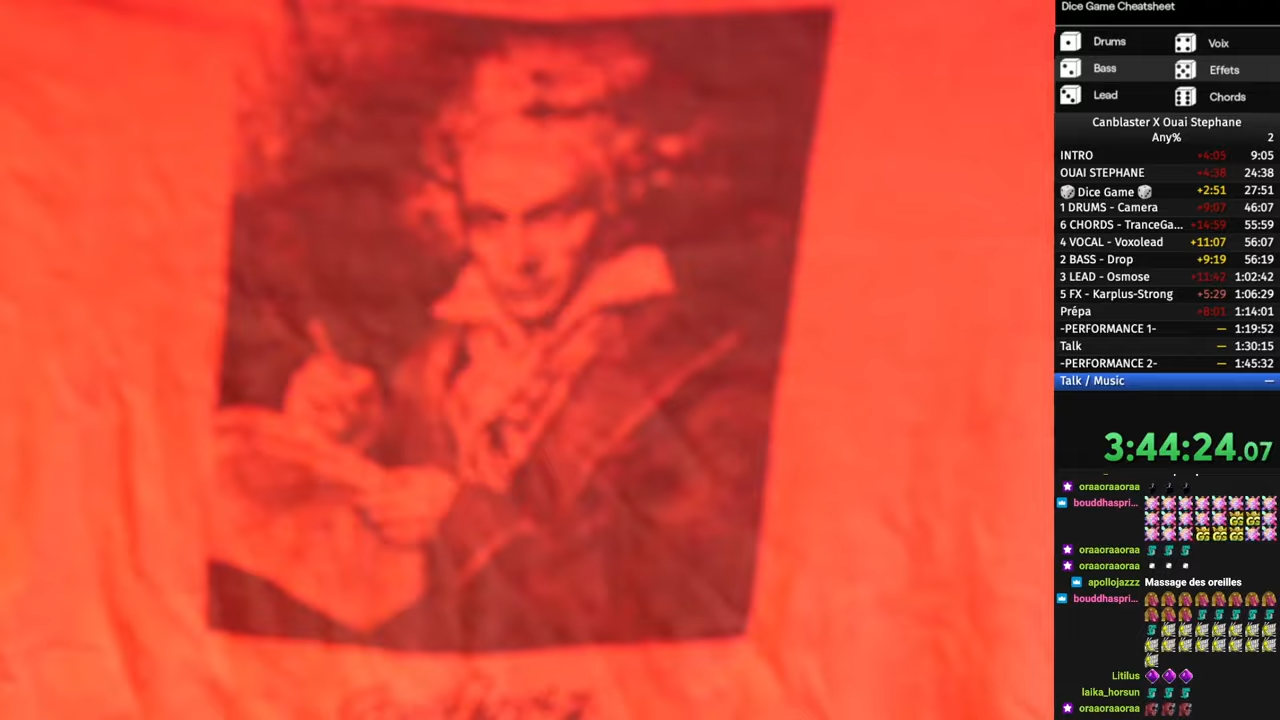 Dice Game Cheatsheet
Drums Voix
Bass Effets
Lead Chords
Canblaster X Ouai Stephane
Any% 2
INTRO +4:05 9:05
OUAI STEPHANE +4:38 24:38
Dice Game +2:51 27:51
1 DRUMS - Camera +9:07 46:07
6 CHORDS - TranceGa... +14:59 55:59
4 VOCAL - Voxolead +11:07 56:07
2 BASS - Drop +9:19 56:19
3 LEAD - Osmose +11:47 1:02:42
5 FX - Karplus-Strong +5:29 1:06:29
Prépa +8:01 1:14:01
-PERFORMANCE 1- — 1:19:52
Talk — 1:30:15
-PERFORMANCE 2- — 1:45:32
Talk / Music —
3:44:24.07
oraaoraaoraa
bouddhaspri...
oraaoraaoraa
oraaoraaoraa
apollojazzz Massage des oreilles
bouddhaspri...
Litilus
laika_horsun
oraaoraaoraa